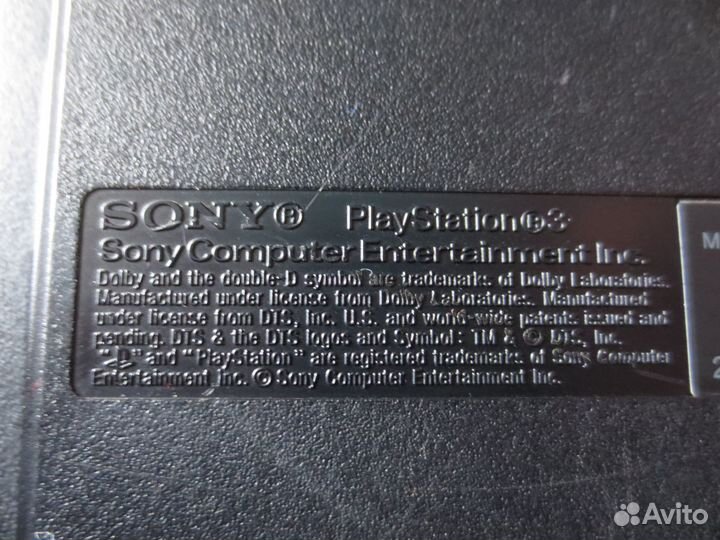 SONY® PlayStation®3
Sony Computer Entertainment Inc.
Dolby and the double-D symbol are trademarks of Dolby Laboratories.
Manufactured under license from Dolby Laboratories. Manufactured
under license from DTS, Inc. U.S. and world-wide patents issued and
pending. DTS & the DTS logos and Symbol: TM & © DTS, Inc.
" " and "PlayStation" are registered trademarks of Sony Computer
Entertainment Inc. © Sony Computer Entertainment Inc.
M
2
Avito